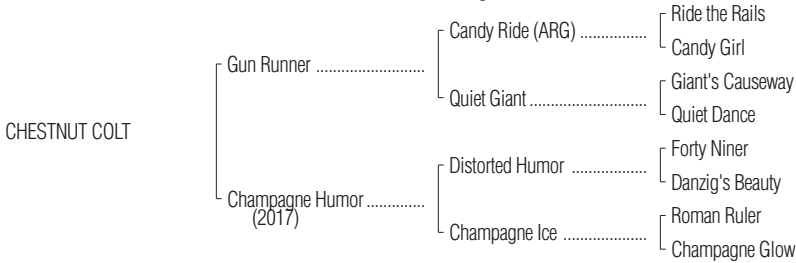 Ride the Rails
Candy Ride (ARG) ................
Candy Girl
Gun Runner ..........................
Giant's Causeway
Quiet Giant ............................
Quiet Dance
CHESTNUT COLT
Forty Niner
Distorted Humor ..................
Danzig's Beauty
Champagne Humor ..............
(2017)
Roman Ruler
Champagne Ice ....................
Champagne Glow